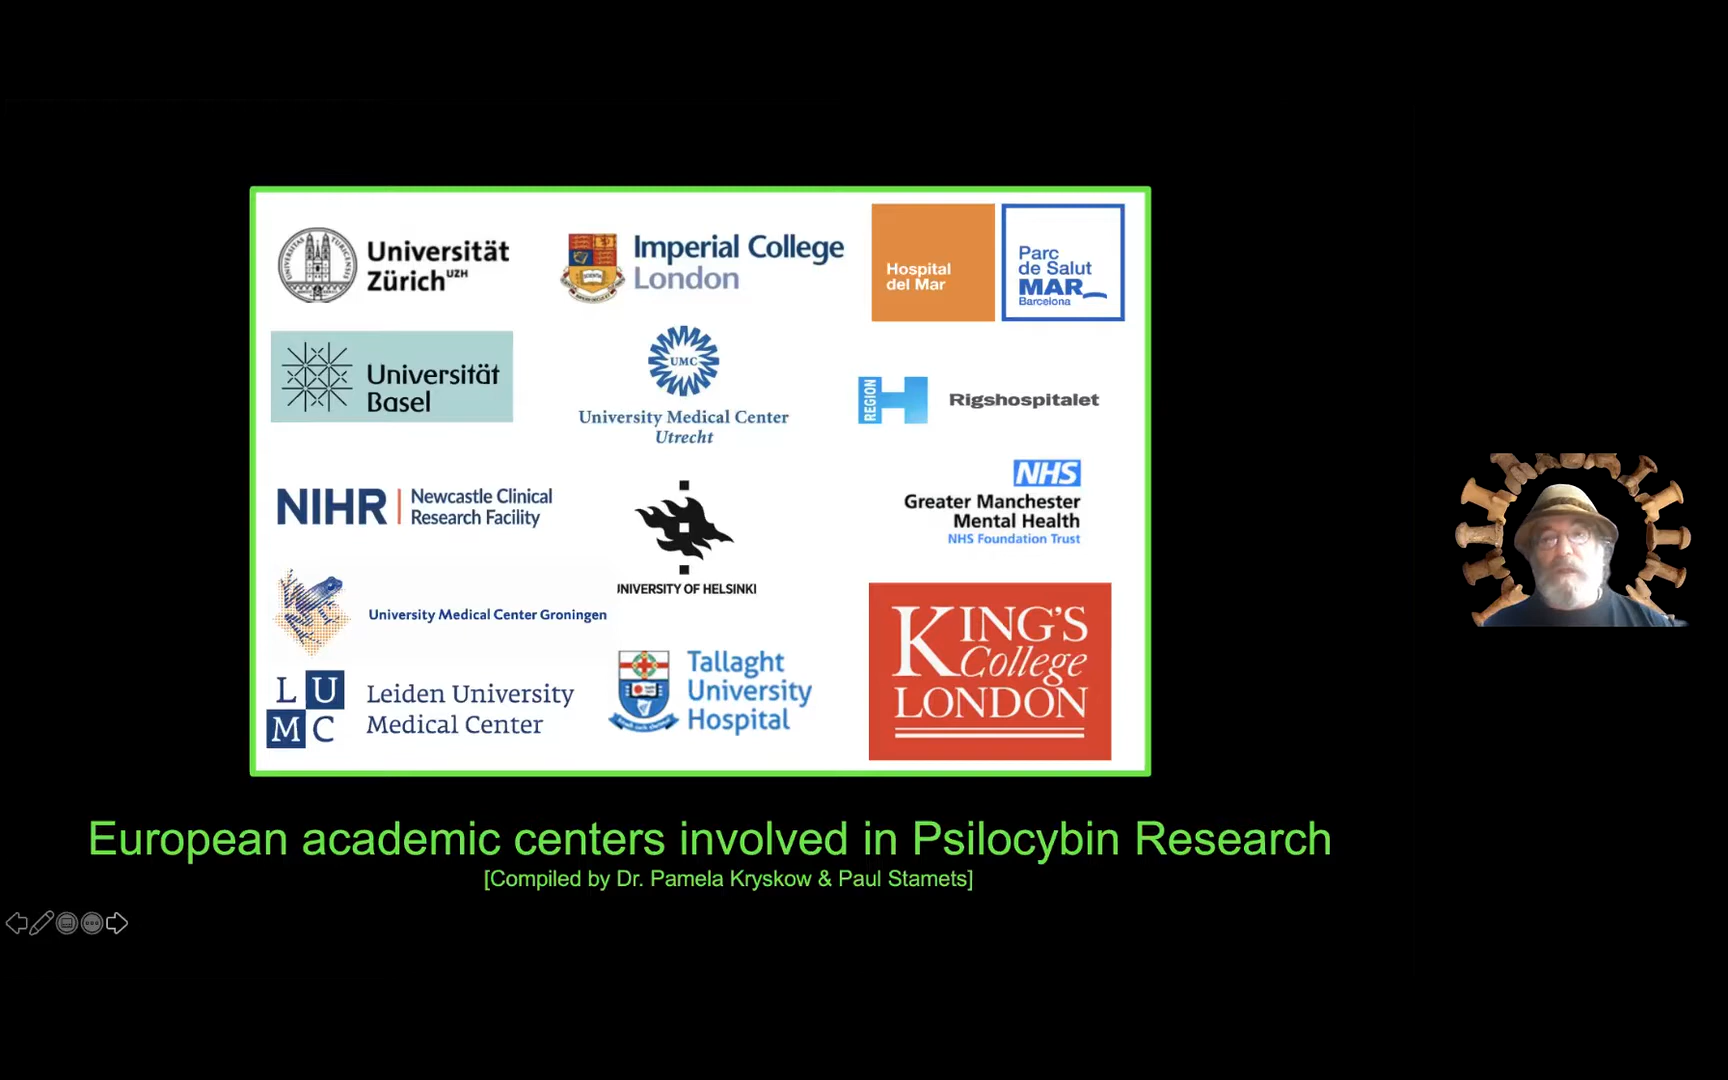 Universität
Zürich UZH
Imperial College
London
Hospital
del Mar
Parc
de Salut
MAR
Barcelona
Universität
Basel
UMC
University Medical Center
Utrecht
REGION
H
Rigshospitalet
NIHR | Newcastle Clinical
Research Facility
UNIVERSITY OF HELSINKI
NHS
Greater Manchester
Mental Health
NHS Foundation Trust
University Medical Center Groningen
L U
M C
Leiden University
Medical Center
Tallaght
University
Hospital
KING'S
College
LONDON
European academic centers involved in Psilocybin Research
[Compiled by Dr. Pamela Kryskow & Paul Stamets]